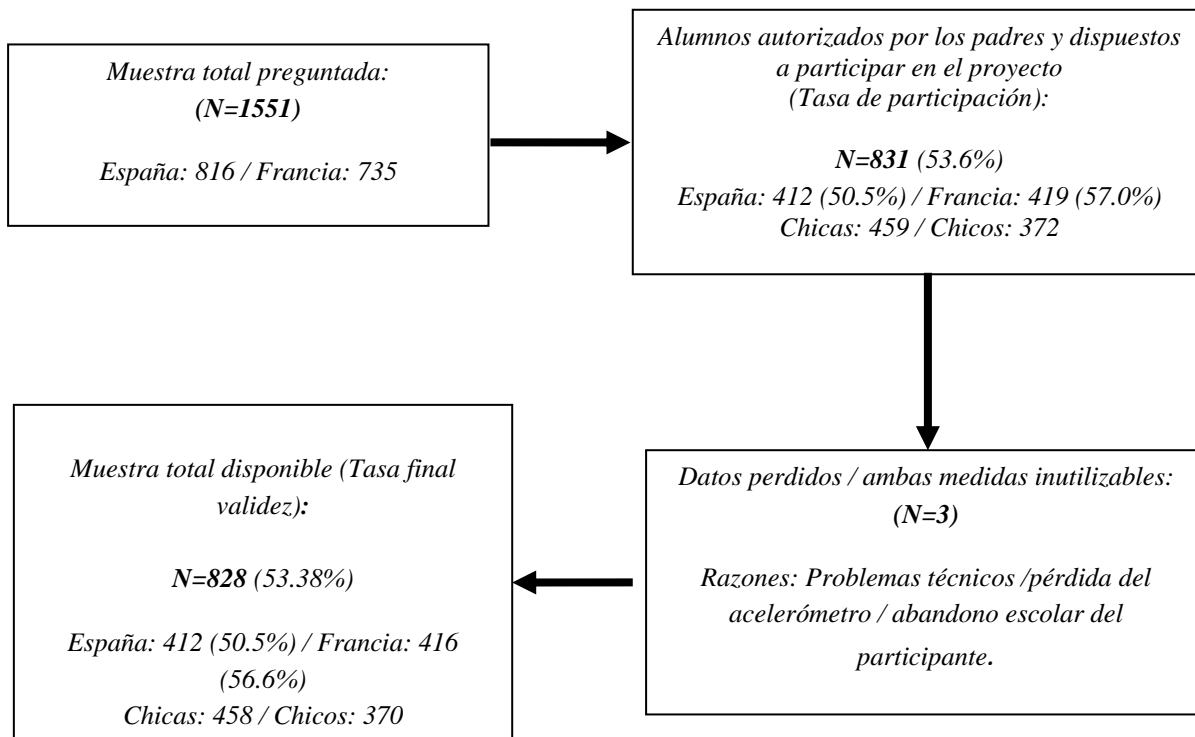 Muestra total preguntada:
(N=1551)
España: 816 / Francia: 735
Alumnos autorizados por los padres y dispuestos
a participar en el proyecto
(Tasa de participación):
N=831 (53.6%)
España: 412 (50.5%) / Francia: 419 (57.0%)
Chicas: 459 / Chicos: 372
Datos perdidos / ambas medidas inutilizables:
(N=3)
Razones: Problemas técnicos /pérdida del
acelerómetro / abandono escolar del
participante.
Muestra total disponible (Tasa final
validez):
N=828 (53.38%)
España: 412 (50.5%) / Francia: 416
(56.6%)
Chicas: 458 / Chicos: 370